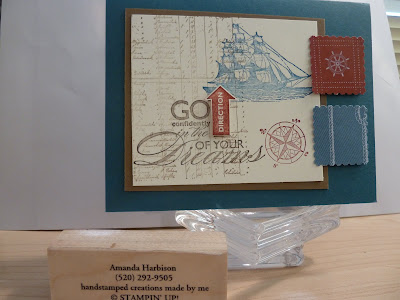 GO
DIRECTION
confidently
in the
OF YOUR
Dreams
Amanda Harbison
(520) 292-9505
handstamped creations made by me
© STAMPIN' UP!